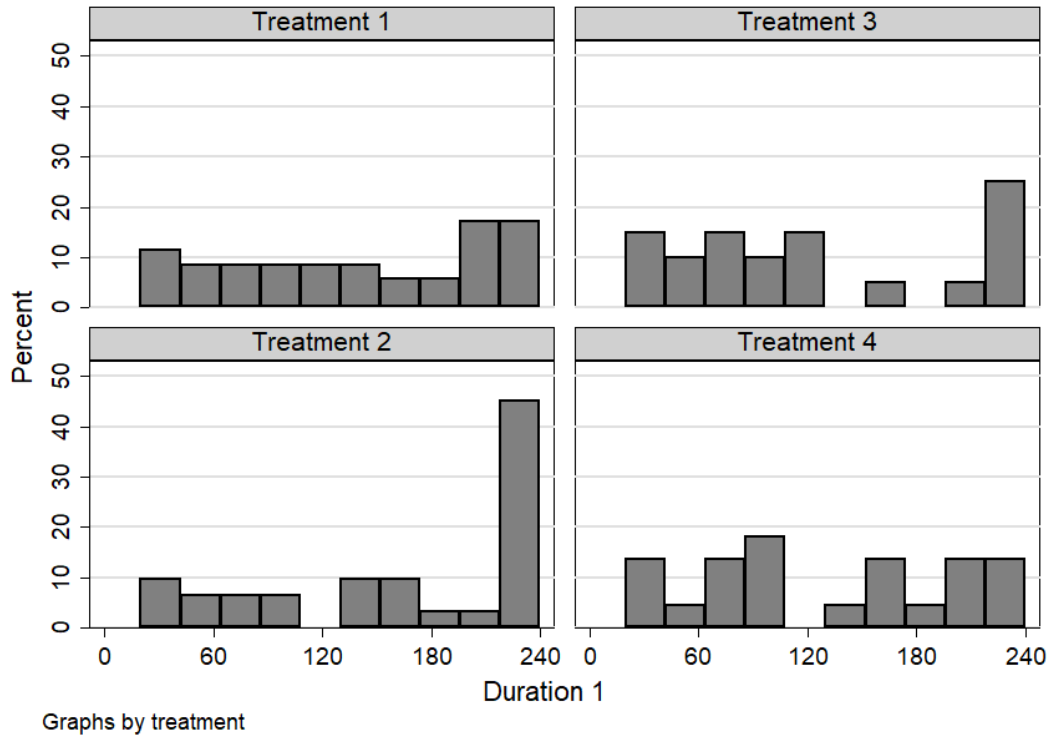 Treatment 1
Treatment 3
50
40
30
20
10
0
Treatment 2
Treatment 4
50
40
30
20
10
0
Percent
0 60 120 180 240
0 60 120 180 240
Duration 1
Graphs by treatment